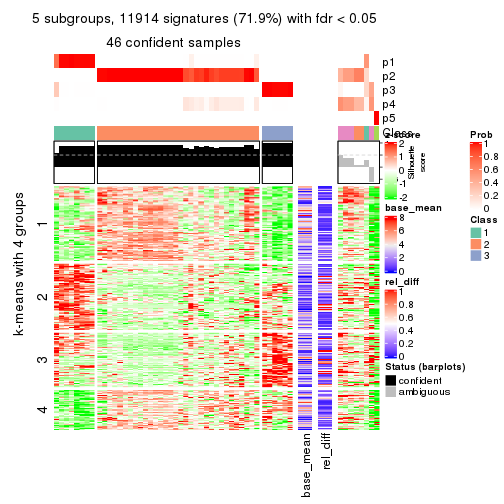 5 subgroups, 11914 signatures (71.9%) with fdr < 0.05
46 confident samples
p1
p2
p3
p4
p5
Class
Silhouette
score
k-means with 4 groups
1
2
3
4
base_mean
rel_diff
z-score
2
1
0
-1
-2
base_mean
8
6
4
2
0
rel_diff
1
0.8
0.6
0.4
0.2
0
Status (barplots)
confident
ambiguous
Prob
1
0.8
0.6
0.4
0.2
0
Class
1
2
3